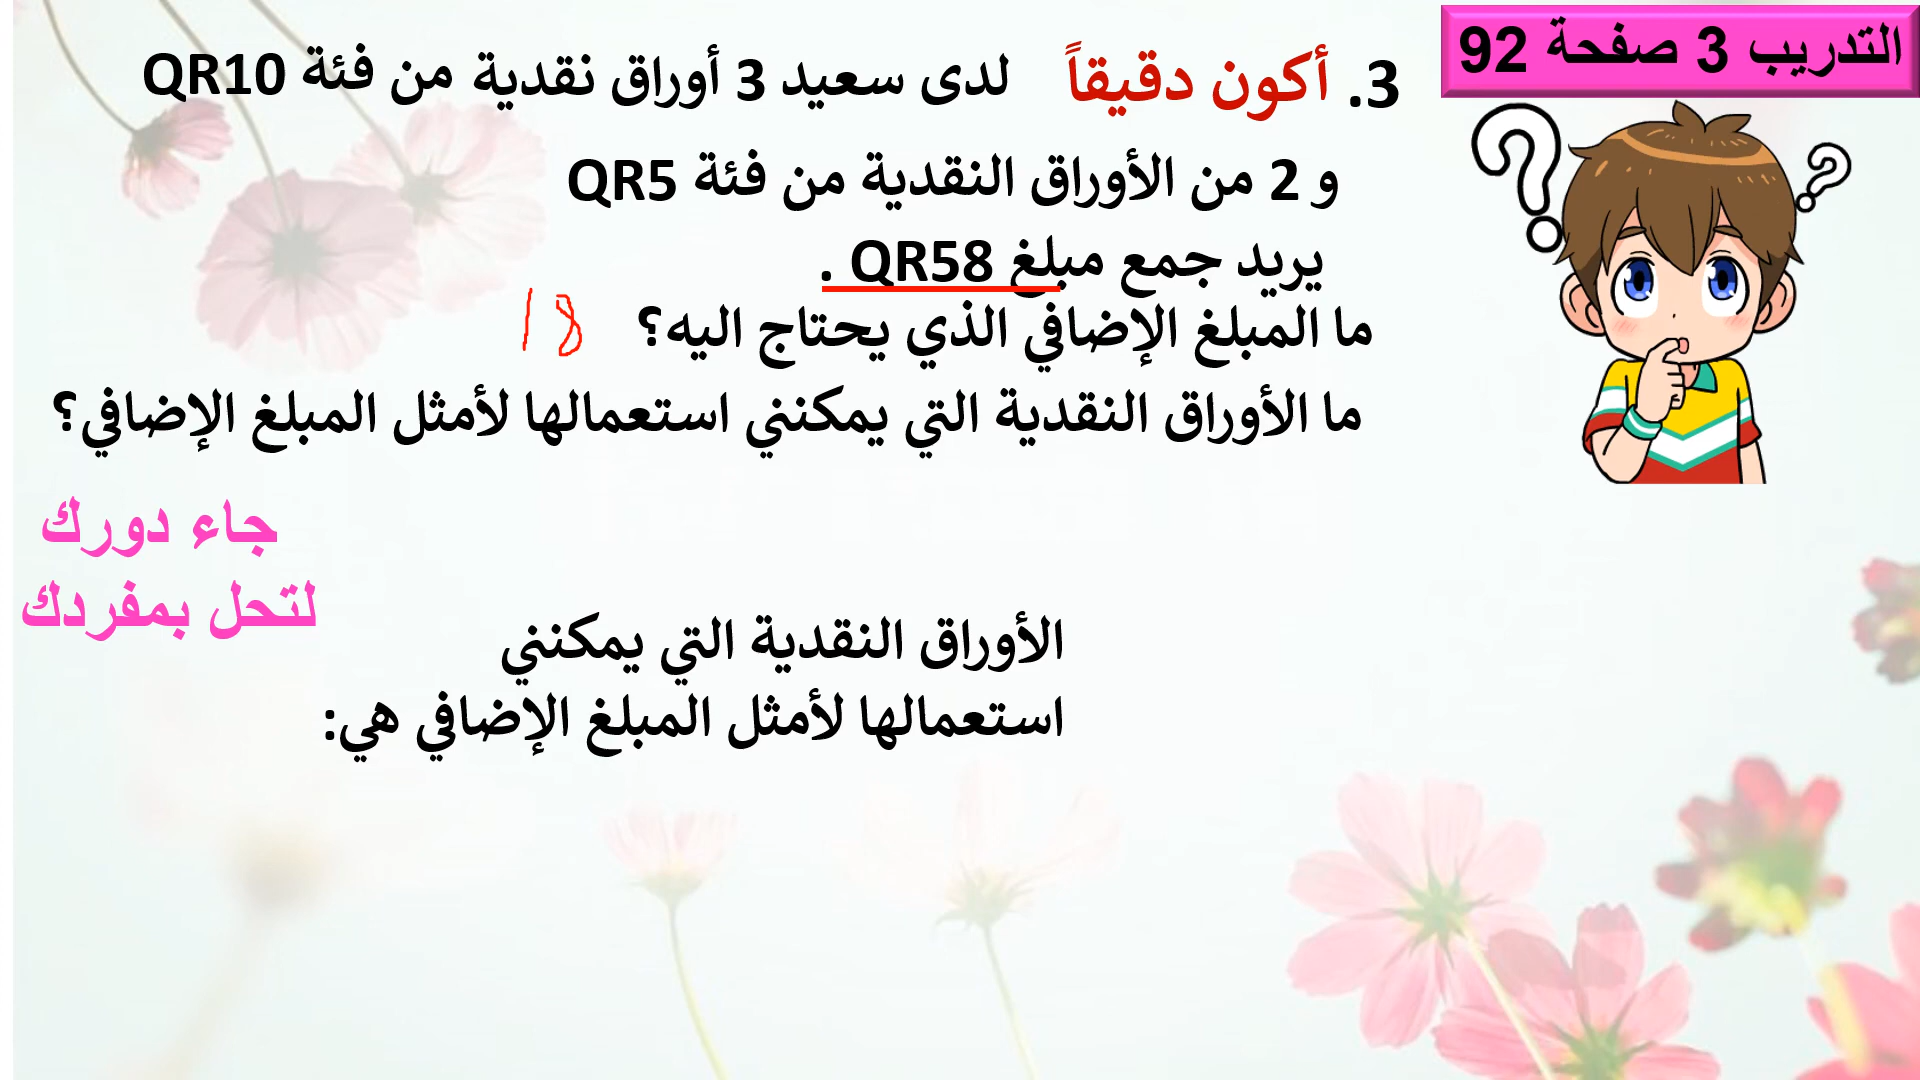 التدريب 3 صفحة 92
3. أكون دقيقاً لدى سعيد 3 أوراق نقدية من فئة QR10
و 2 من الأوراق النقدية من فئة QR5
يريد جمع مبلغ QR58 .
ما المبلغ الإضافي الذي يحتاج اليه؟ 18
ما الأوراق النقدية التي يمكنني استعمالها لأمثل المبلغ الإضافي؟
جاء دورك
لتحل بمفردك
الأوراق النقدية التي يمكنني
استعمالها لأمثل المبلغ الإضافي هي: